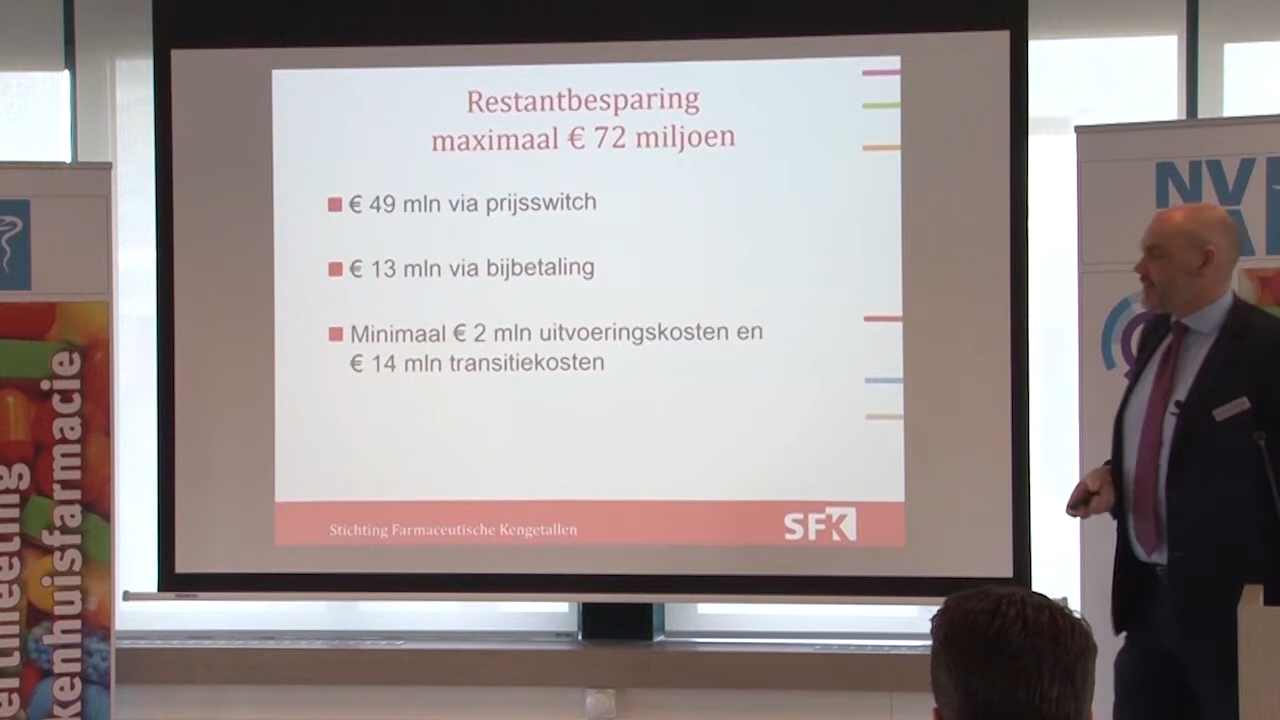 Restantbesparing
maximaal € 72 miljoen
€ 49 mln via prijsswitch
€ 13 mln via bijbetaling
Minimaal € 2 mln uitvoeringskosten en
€ 14 mln transitiekosten
Stichting Farmaceutische Kengetallen
SFK
NV